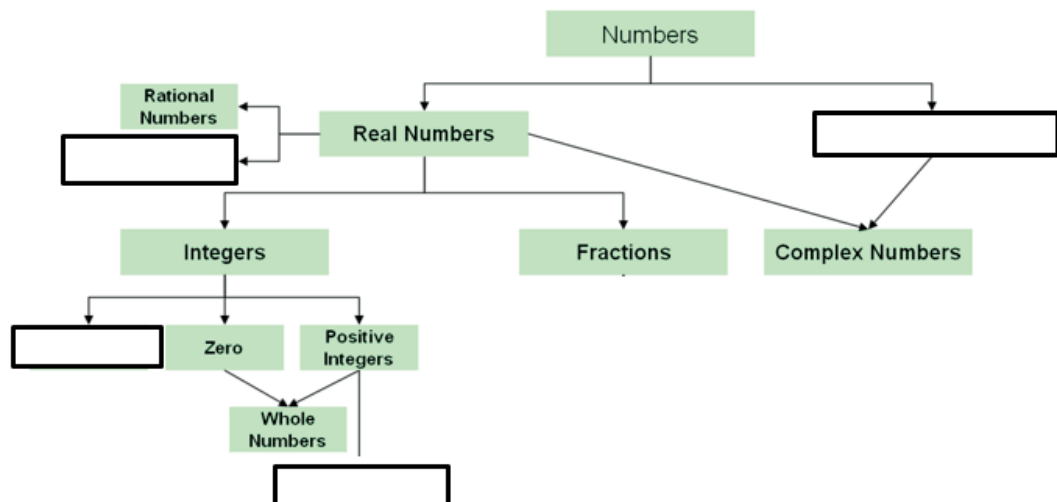 Numbers
Rational
Numbers
Real Numbers
Integers
Fractions
Complex Numbers
Zero
Positive
Integers
Whole
Numbers